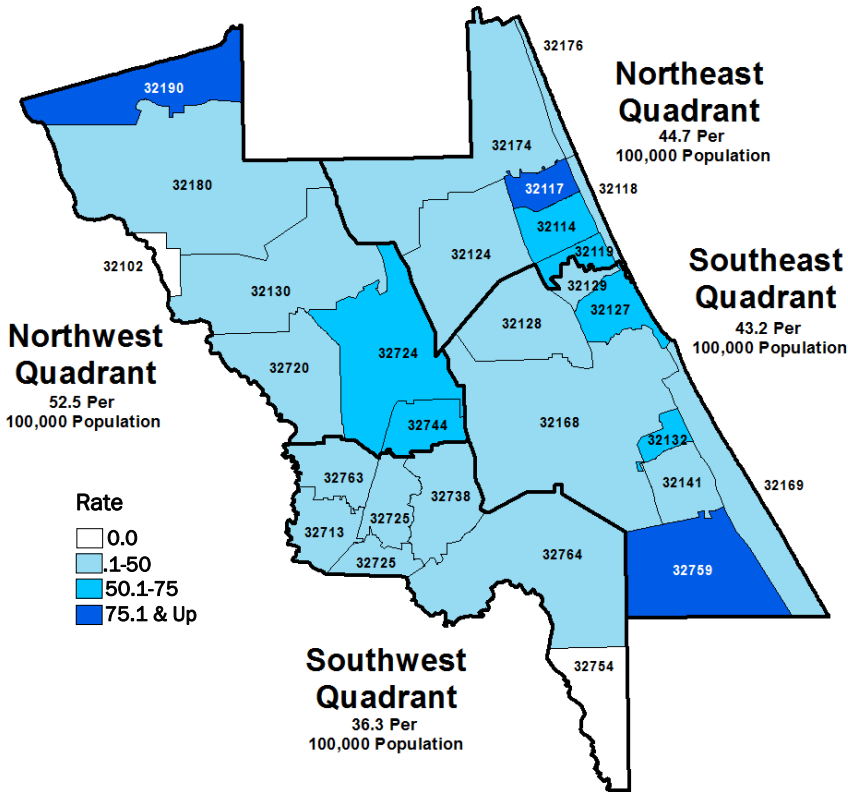 32176
Northeast
Quadrant
44.7 Per
100,000 Population
32190
32174
32180
32117
32118
32114
32124
32119
32102
32130
32129
Southeast
Quadrant
43.2 Per
100,000 Population
32127
32128
Northwest
Quadrant
52.5 Per
100,000 Population
32724
32720
32744
32168
32132
32763
32738
32141
32169
Rate
0.0
.1-50
50.1-75
75.1 & Up
32713
32725
32725
32764
32759
Southwest
Quadrant
36.3 Per
100,000 Population
32754